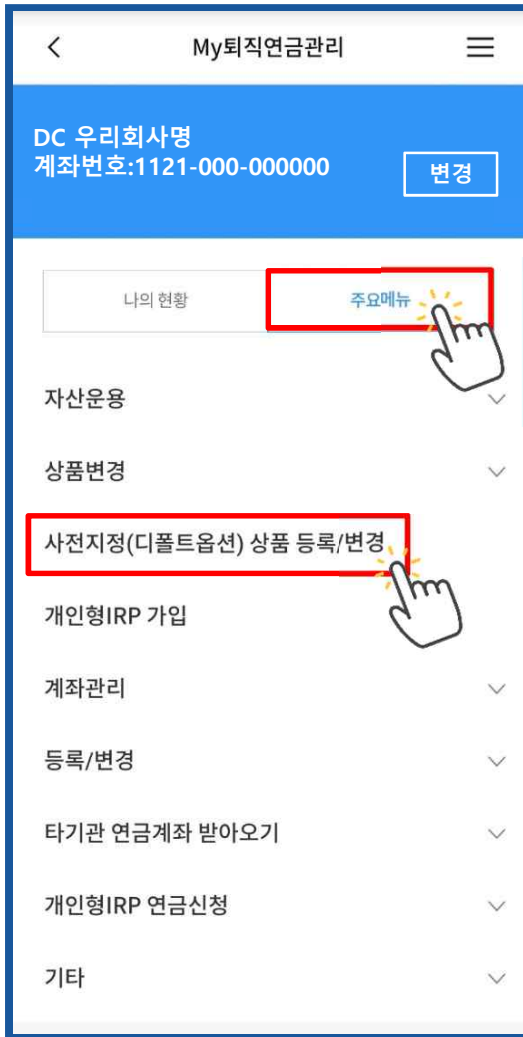 My퇴직연금관리
DC 우리회사명
계좌번호:1121-000-000000
변경
나의 현황
주요메뉴
자산운용
상품변경
사전지정(디폴트옵션) 상품 등록/변경
개인형IRP 가입
계좌관리
등록/변경
타기관 연금계좌 받아오기
개인형IRP 연금신청
기타